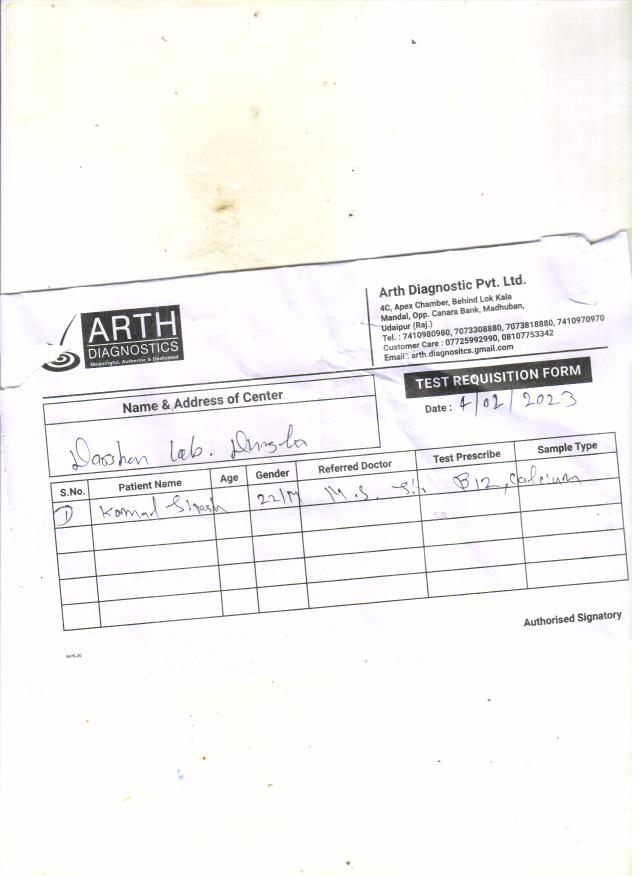 ARTH
DIAGNOSTICS
Meaningful, Authentic & Dedicated
Arth Diagnostic Pvt. Ltd.
4C, Apex Chamber, Behind Lok Kala
Mandal, Opp. Canara Bank, Madhuban,
Udaipur (Raj.)
Tel. : 7410980980, 7073308880, 7073818880, 7410970970
Customer Care : 07725992990, 08107753342
Email : arth.diagnositcs.gmail.com
TEST REQUISITION FORM
Date : 4/02/2023
Name & Address of Center
Darshan Lab.
S.No. Patient Name Age Gender Referred Doctor Test Prescribe Sample Type
1 Komal 22/M M.S. B12, Calcium
Authorised Signatory